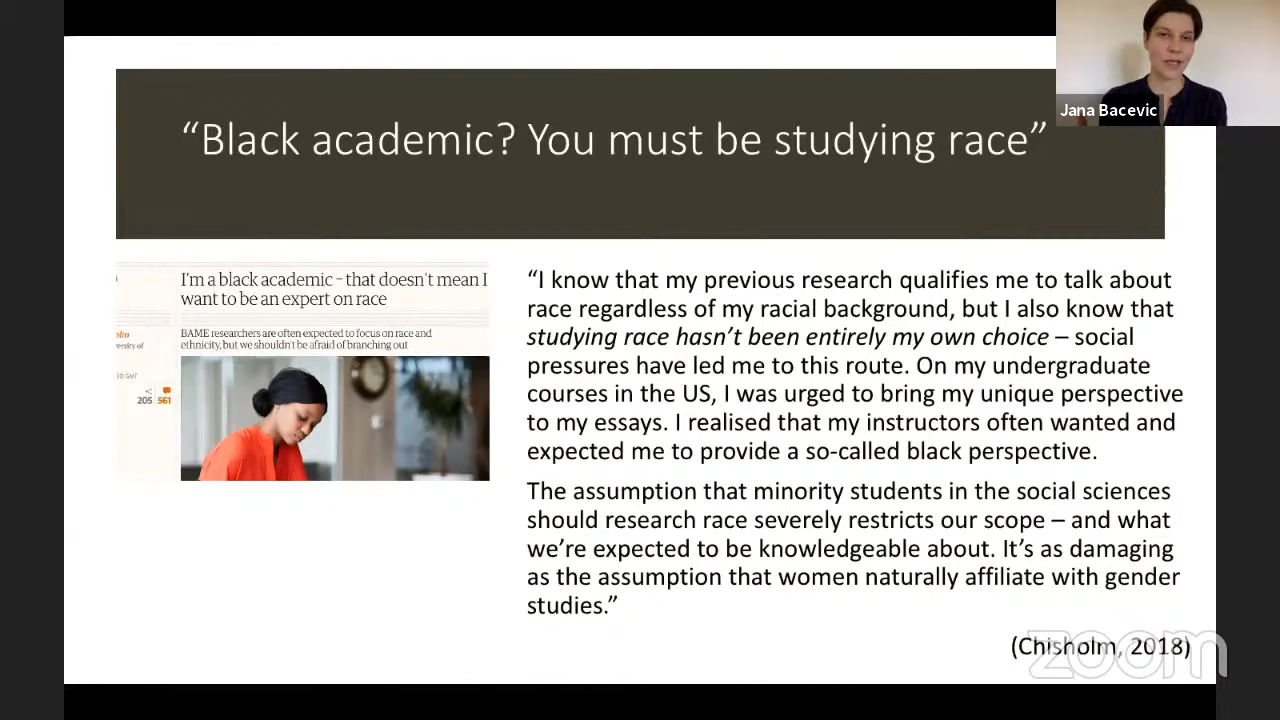 Jana Bacevic
“Black academic? You must be studying race”
I'm a black academic – that doesn't mean I
want to be an expert on race
BAME researchers are often expected to focus on race and
ethnicity, but we shouldn't be afraid of branching out
olm
versity of
00 GMT
205 561
“I know that my previous research qualifies me to talk about
race regardless of my racial background, but I also know that
studying race hasn’t been entirely my own choice – social
pressures have led me to this route. On my undergraduate
courses in the US, I was urged to bring my unique perspective
to my essays. I realised that my instructors often wanted and
expected me to provide a so-called black perspective.
The assumption that minority students in the social sciences
should research race severely restricts our scope – and what
we’re expected to be knowledgeable about. It’s as damaging
as the assumption that women naturally affiliate with gender
studies.”
(Chisholm, 2018)
zoom